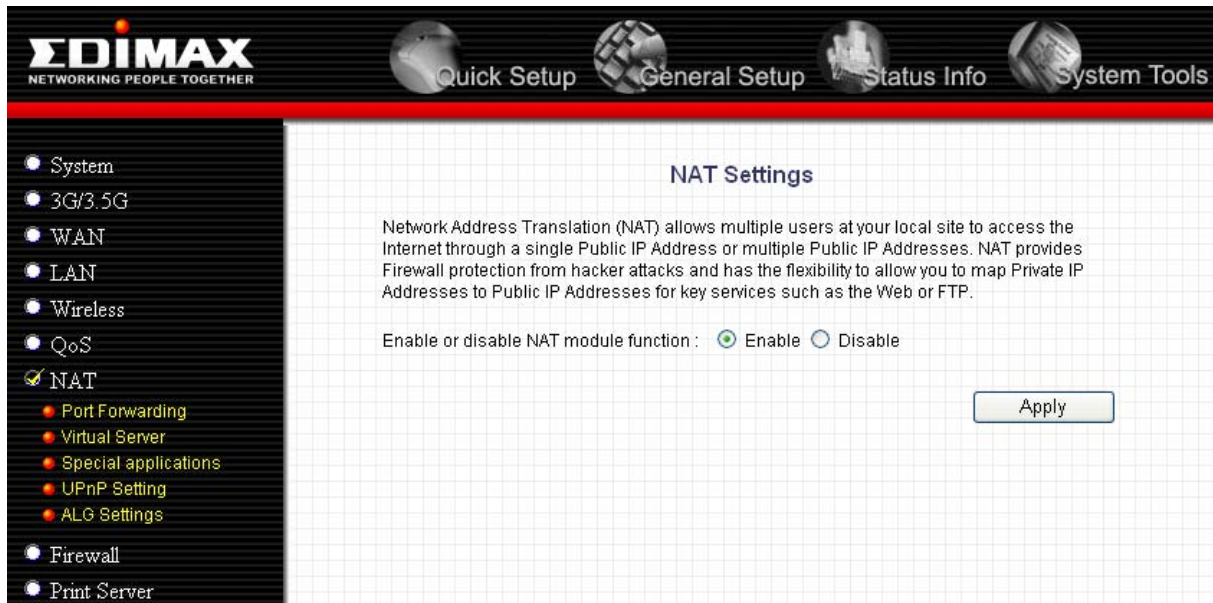 EDIMAX
NETWORKING PEOPLE TOGETHER
Quick Setup
General Setup
Status Info
System Tools
System
3G/3.5G
WAN
LAN
Wireless
QoS
NAT
Port Forwarding
Virtual Server
Special applications
UPnP Setting
ALG Settings
Firewall
Print Server
NAT Settings
Network Address Translation (NAT) allows multiple users at your local site to access the
Internet through a single Public IP Address or multiple Public IP Addresses. NAT provides
Firewall protection from hacker attacks and has the flexibility to allow you to map Private IP
Addresses to Public IP Addresses for key services such as the Web or FTP.
Enable or disable NAT module function : Enable Disable
Apply